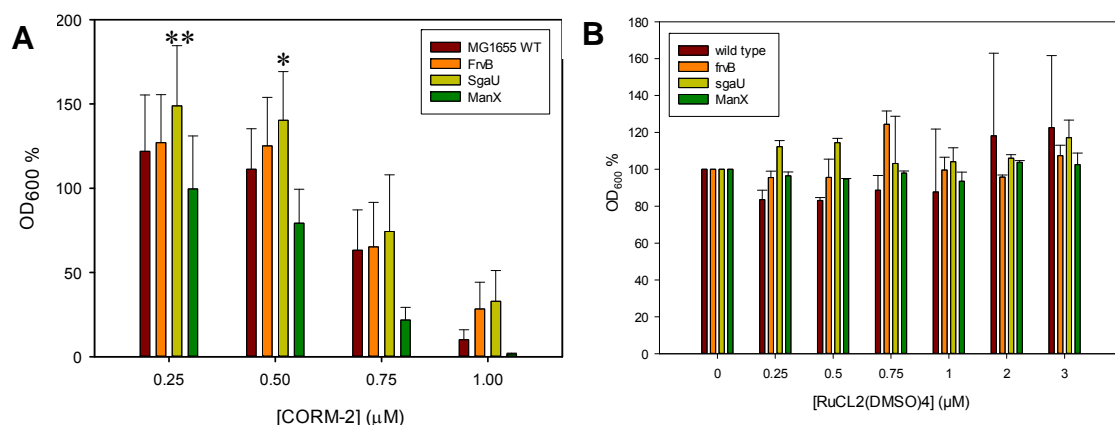 A
200
150
100
50
0
OD600 %
**
*
MG1655 WT
FrvB
SgaU
ManX
0.25 0.50 0.75 1.00
[CORM-2] (μM)
B
180
160
140
120
100
80
60
40
20
0
OD600 %
wild type
frvB
sgaU
ManX
0 0.25 0.5 0.75 1 2 3
[RuCL2(DMSO)4] (μM)